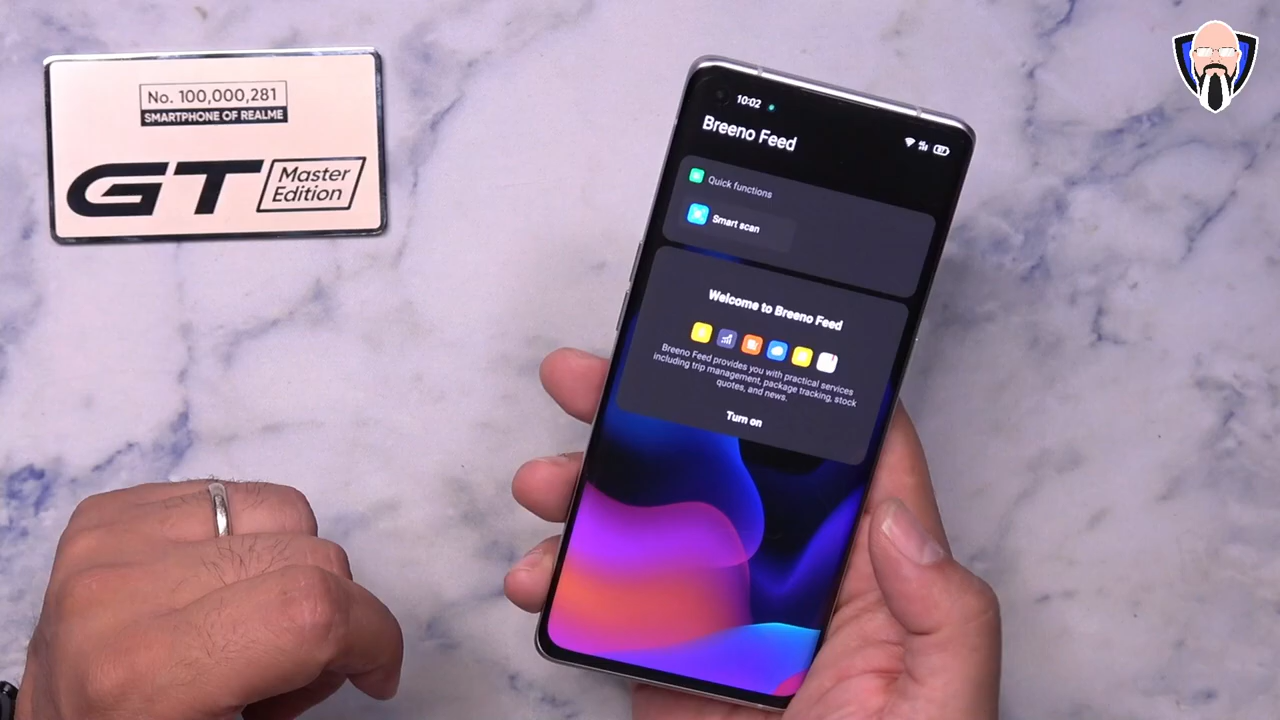 No. 100,000,281
SMARTPHONE OF REALME
GT Master
Edition
10:02
Breeno Feed
Quick functions
Smart scan
Welcome to Breeno Feed
Breeno Feed provides you with practical services
including trip management, package tracking, stock
quotes, and news.
Turn on